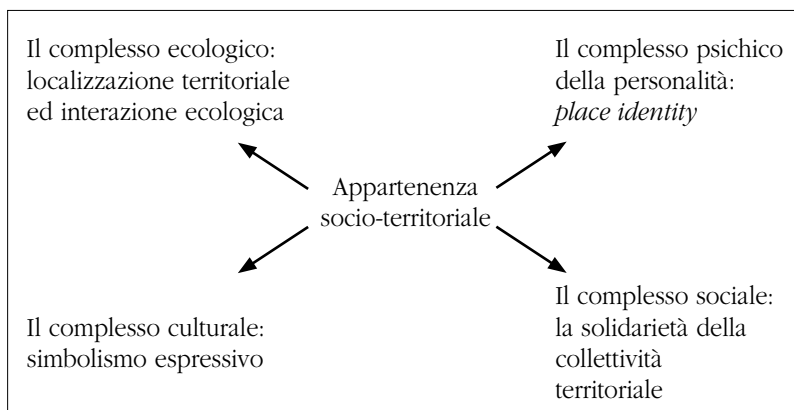 Il complesso ecologico:
localizzazione territoriale
ed interazione ecologica
Il complesso psichico
della personalità:
place identity
Appartenenza
socio-territoriale
Il complesso culturale:
simbolismo espressivo
Il complesso sociale:
la solidarietà della
collettività
territoriale